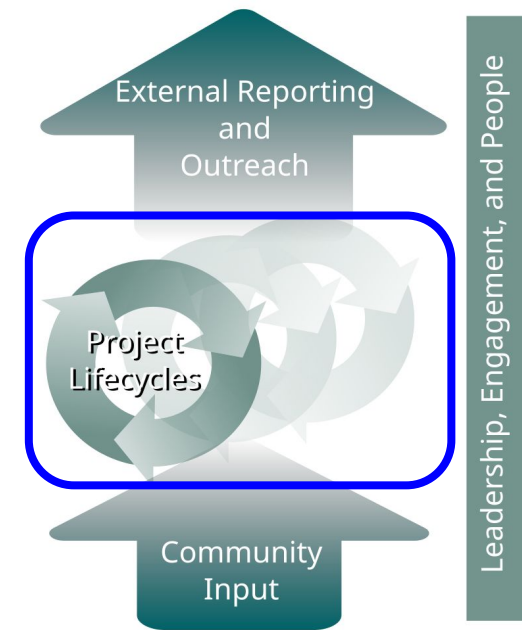 External Reporting
and
Outreach
Project
Lifecycles
Community
Input
Leadership, Engagement, and People